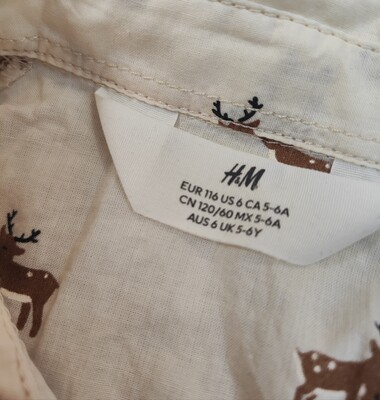 H&M
EUR 116 US 6 CA 5-6A
CN 120/60 MX 5-6A
AUS 6 UK 5-6Y